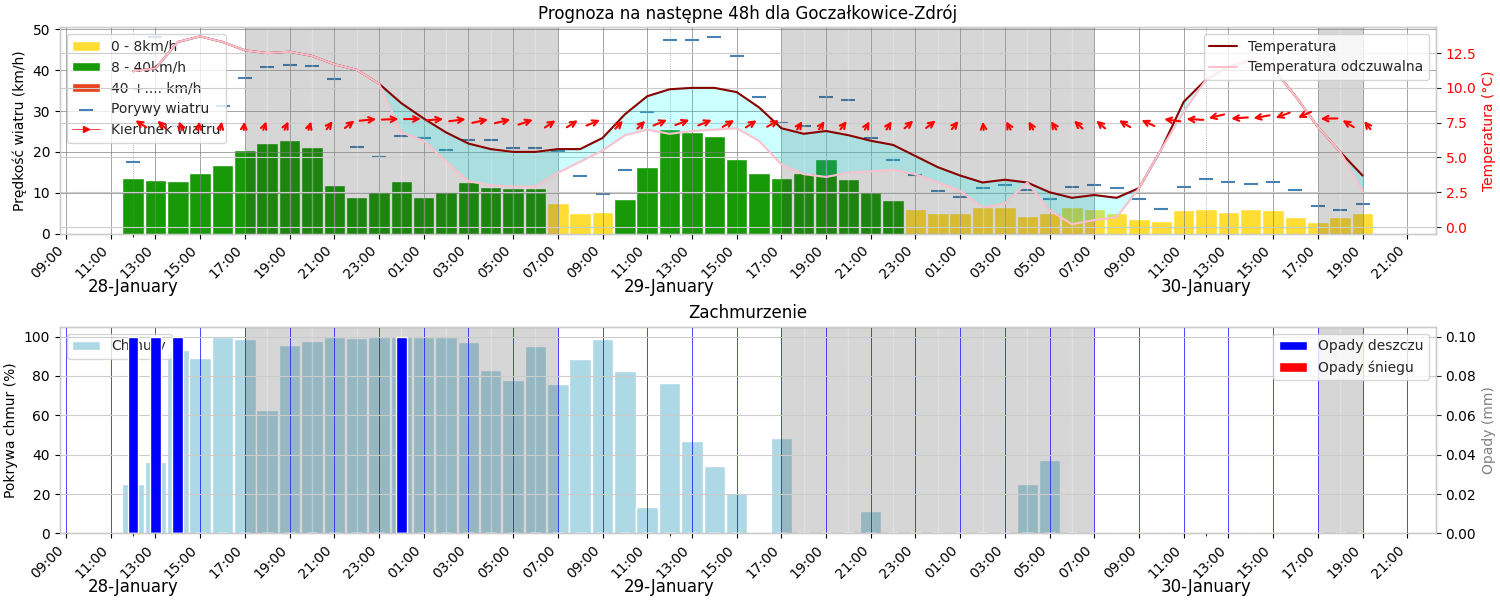 Prognoza na następne 48h dla Goczałkowice-Zdrój
Prędkość wiatru (km/h)
50
40
30
20
10
0
0 - 8km/h
8 - 40km/h
40 +.... km/h
Porywy wiatru
Kierunek wiatru
Temperatura
Temperatura odczuwalna
12.5
10.0
7.5
5.0
2.5
0.0
Temperatura (°C)
09:00 11:00 13:00 15:00 17:00 19:00 21:00 23:00 01:00 03:00 05:00 07:00 09:00 11:00 13:00 15:00 17:00 19:00 21:00 23:00 01:00 03:00 05:00 07:00 09:00 11:00 13:00 15:00 17:00 19:00 21:00
28-January 29-January 30-January
Zachmurzenie
Pokrywa chmur (%)
100
80
60
40
20
0
Chmury
Opady deszczu
Opady śniegu
0.10
0.08
0.06
0.04
0.02
0.00
Opady (mm)
09:00 11:00 13:00 15:00 17:00 19:00 21:00 23:00 01:00 03:00 05:00 07:00 09:00 11:00 13:00 15:00 17:00 19:00 21:00 23:00 01:00 03:00 05:00 07:00 09:00 11:00 13:00 15:00 17:00 19:00 21:00
28-January 29-January 30-January